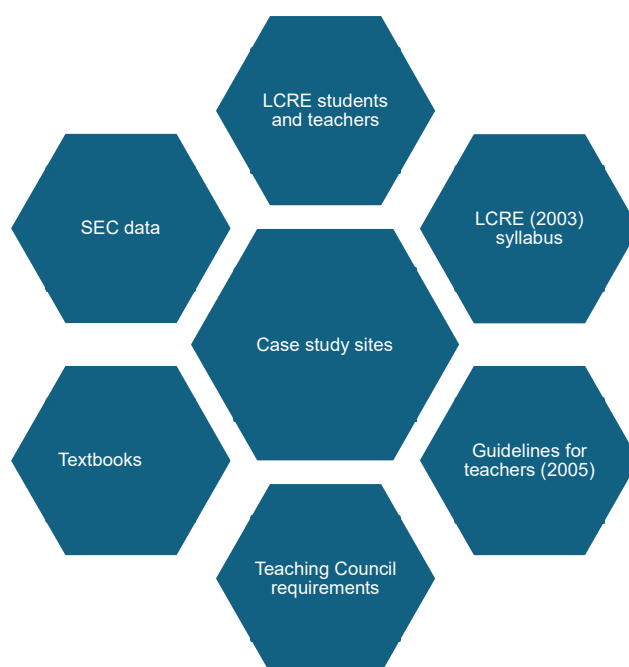 LCRE students
and teachers
SEC data
LCRE (2003)
syllabus
Case study sites
Textbooks
Guidelines for
teachers (2005)
Teaching Council
requirements